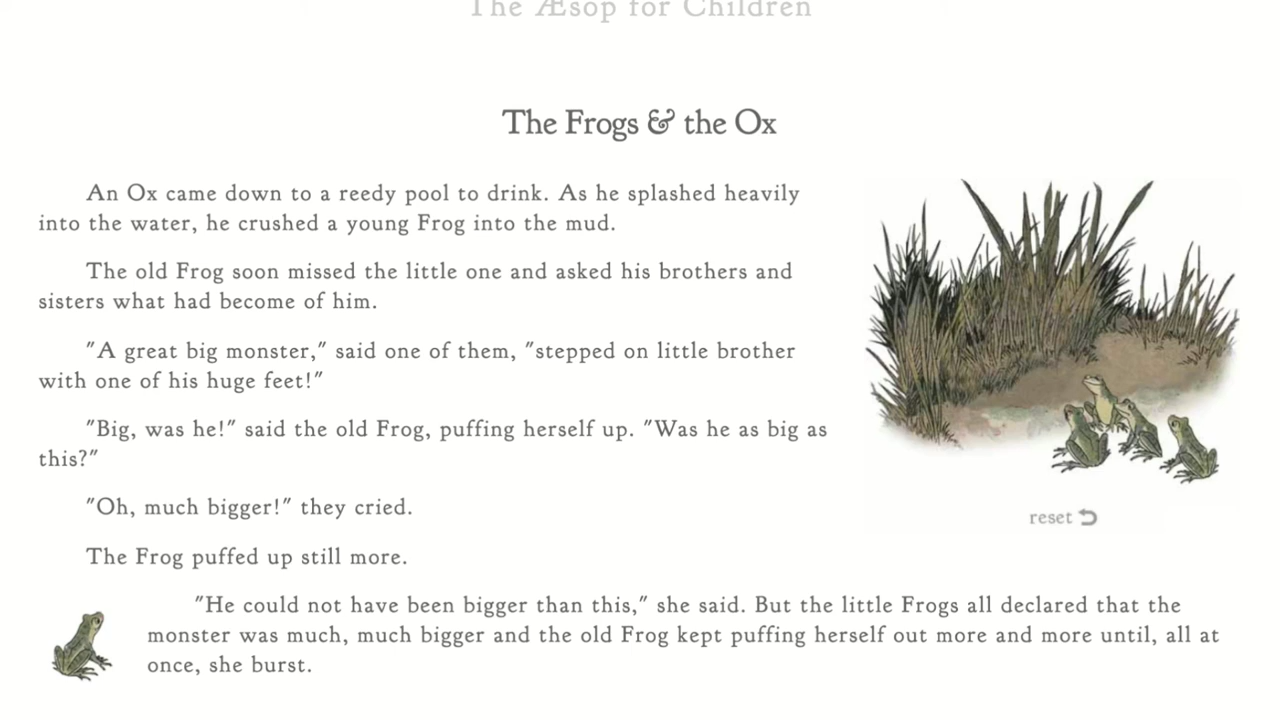 The Æsop for Children
The Frogs & the Ox
An Ox came down to a reedy pool to drink. As he splashed heavily
into the water, he crushed a young Frog into the mud.
The old Frog soon missed the little one and asked his brothers and
sisters what had become of him.
"A great big monster," said one of them, "stepped on little brother
with one of his huge feet!"
"Big, was he!" said the old Frog, puffing herself up. "Was he as big as
this?"
"Oh, much bigger!" they cried.
The Frog puffed up still more.
"He could not have been bigger than this," she said. But the little Frogs all declared that the
monster was much, much bigger and the old Frog kept puffing herself out more and more until, all at
once, she burst.
reset